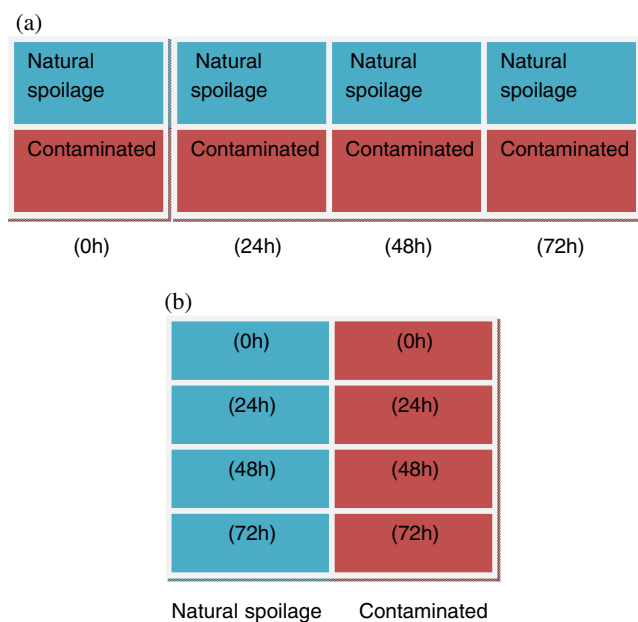 (a)
Natural spoilage Natural spoilage Natural spoilage Natural spoilage
Contaminated Contaminated Contaminated Contaminated
(0h) (24h) (48h) (72h)
(b)
(0h) (0h)
(24h) (24h)
(48h) (48h)
(72h) (72h)
Natural spoilage Contaminated